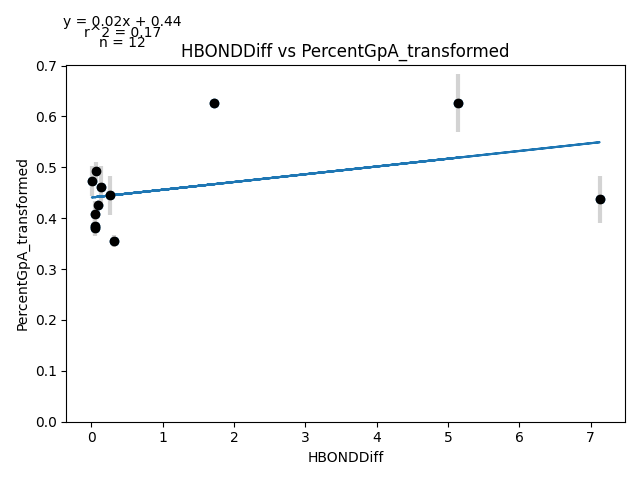 y = 0.02x + 0.44
r^2 = 0.17
n = 12
HBONDDiff vs PercentGpA_transformed
PercentGpA_transformed
0.7
0.6
0.5
0.4
0.3
0.2
0.1
0.0
0 1 2 3 4 5 6 7
HBONDDiff